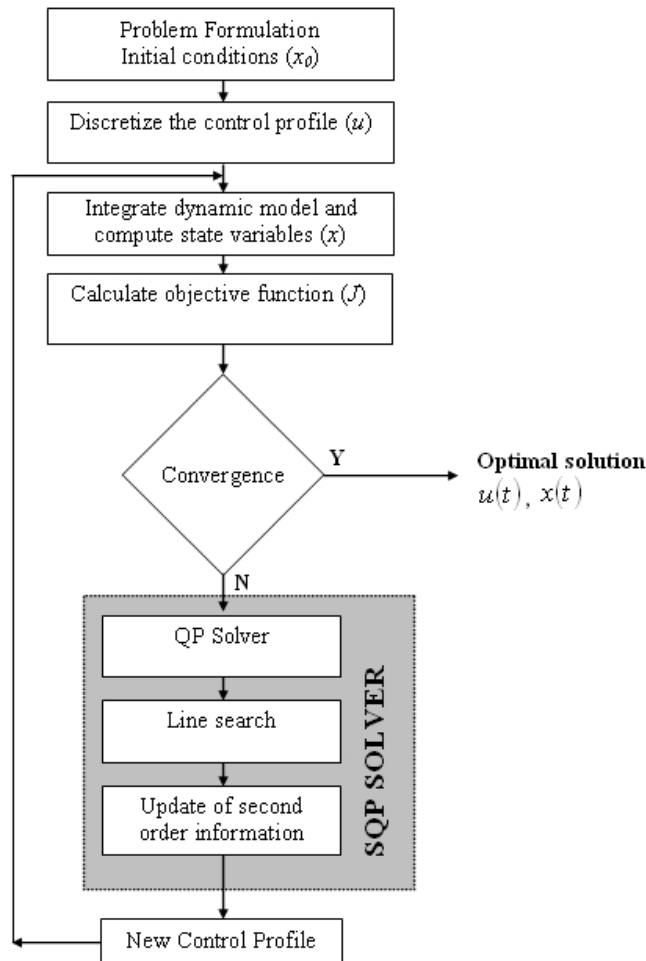 Problem Formulation
Initial conditions (x0)
Discretize the control profile (u)
Integrate dynamic model and
compute state variables (x)
Calculate objective function (J)
Convergence
Y
Optimal solution
u(t), x(t)
N
QP Solver
Line search
Update of second
order information
SQP SOLVER
New Control Profile